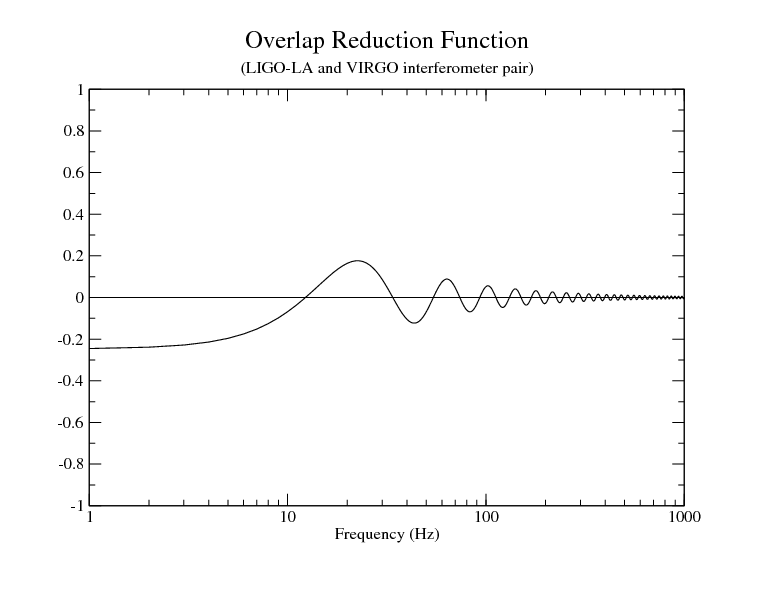 Overlap Reduction Function
(LIGO-LA and VIRGO interferometer pair)
1
0.8
0.6
0.4
0.2
0
-0.2
-0.4
-0.6
-0.8
-1
1 10 100 1000
Frequency (Hz)